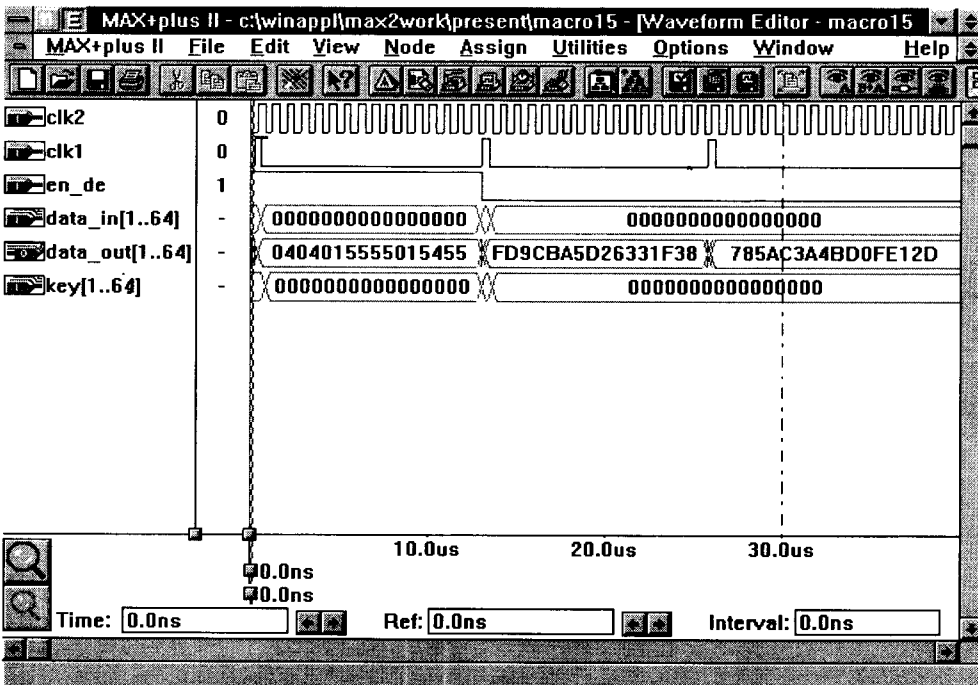 MAX+plus II - c:\winappl\max2work\present\macro15 - [Waveform Editor - macro15
MAX+plus II File Edit View Node Assign Utilities Options Window Help
clk2 0
clk1 0
en_de 1
data_in[1..64] - 0000000000000000 0000000000000000
data_out[1..64] - 0404015555015455 FD9CBA5D26331F38 785AC3A4BD0FE12D
key[1..64] - 0000000000000000 0000000000000000
10.0us 20.0us 30.0us
0.0ns
0.0ns
Time: 0.0ns Ref: 0.0ns Interval: 0.0ns